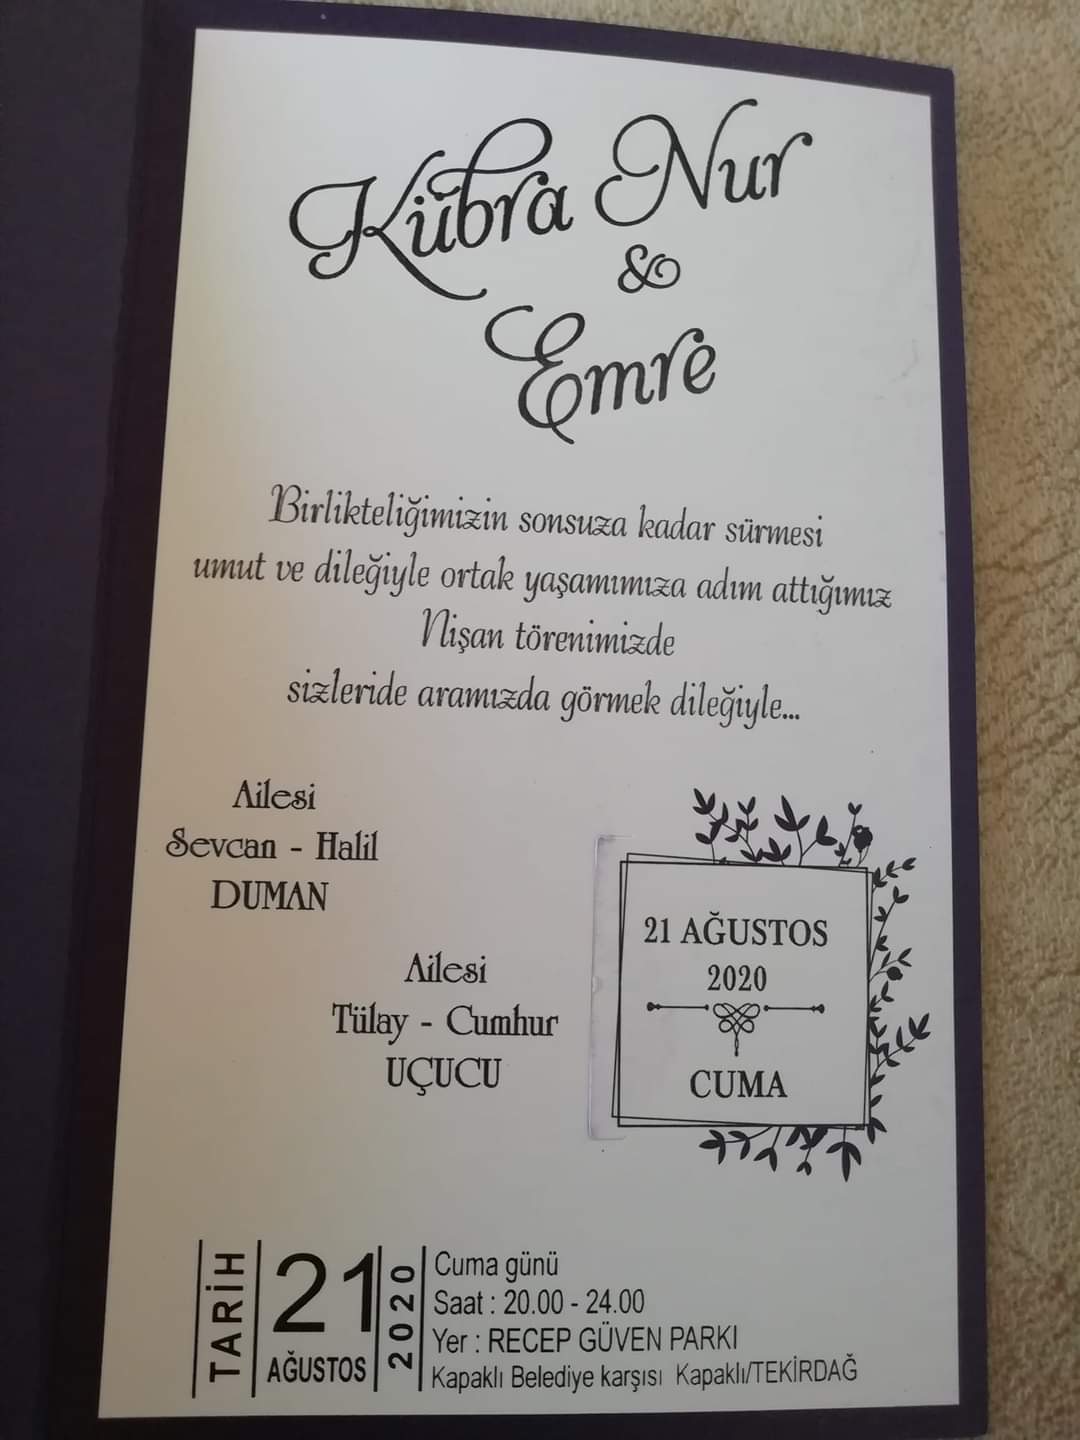 Kübra Nur
&
Emre
Birlikteliğimizin sonsuza kadar sürmesi
umut ve dileğiyle ortak yaşamımıza adım attığımız
Nişan törenimizde
sizleride aramızda görmek dileğiyle...
Ailesi
Sevcan - Halil
DUMAN
Ailesi
Tülay - Cumhur
UÇUCU
21 AĞUSTOS
2020
CUMA
TARİH
21
AĞUSTOS
2020
Cuma günü
Saat : 20.00 - 24.00
Yer : RECEP GÜVEN PARKI
Kapaklı Belediye karşısı Kapaklı/TEKİRDAĞ